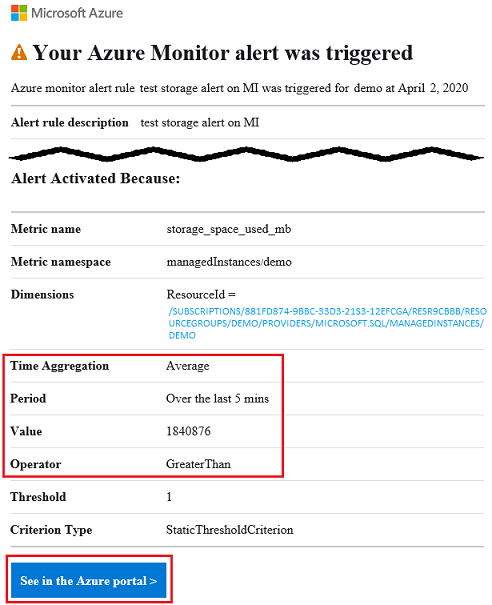 Microsoft Azure
Your Azure Monitor alert was triggered
Azure monitor alert rule test storage alert on MI was triggered for demo at April 2, 2020
Alert rule description test storage alert on MI
Alert Activated Because:
Metric name storage_space_used_mb
Metric namespace managedInstances/demo
Dimensions ResourceId =
/SUBSCRIPTIONS/881FD874-9BBC-33D3-21S3-12EFCGA/RESR9CBBB/RESO
URCEGROUPS/DEMO/PROVIDERS/MICROSOFT.SQL/MANAGEDINSTANCES/
DEMO
Time Aggregation Average
Period Over the last 5 mins
Value 1840876
Operator GreaterThan
Threshold 1
Criterion Type StaticThresholdCriterion
See in the Azure portal >